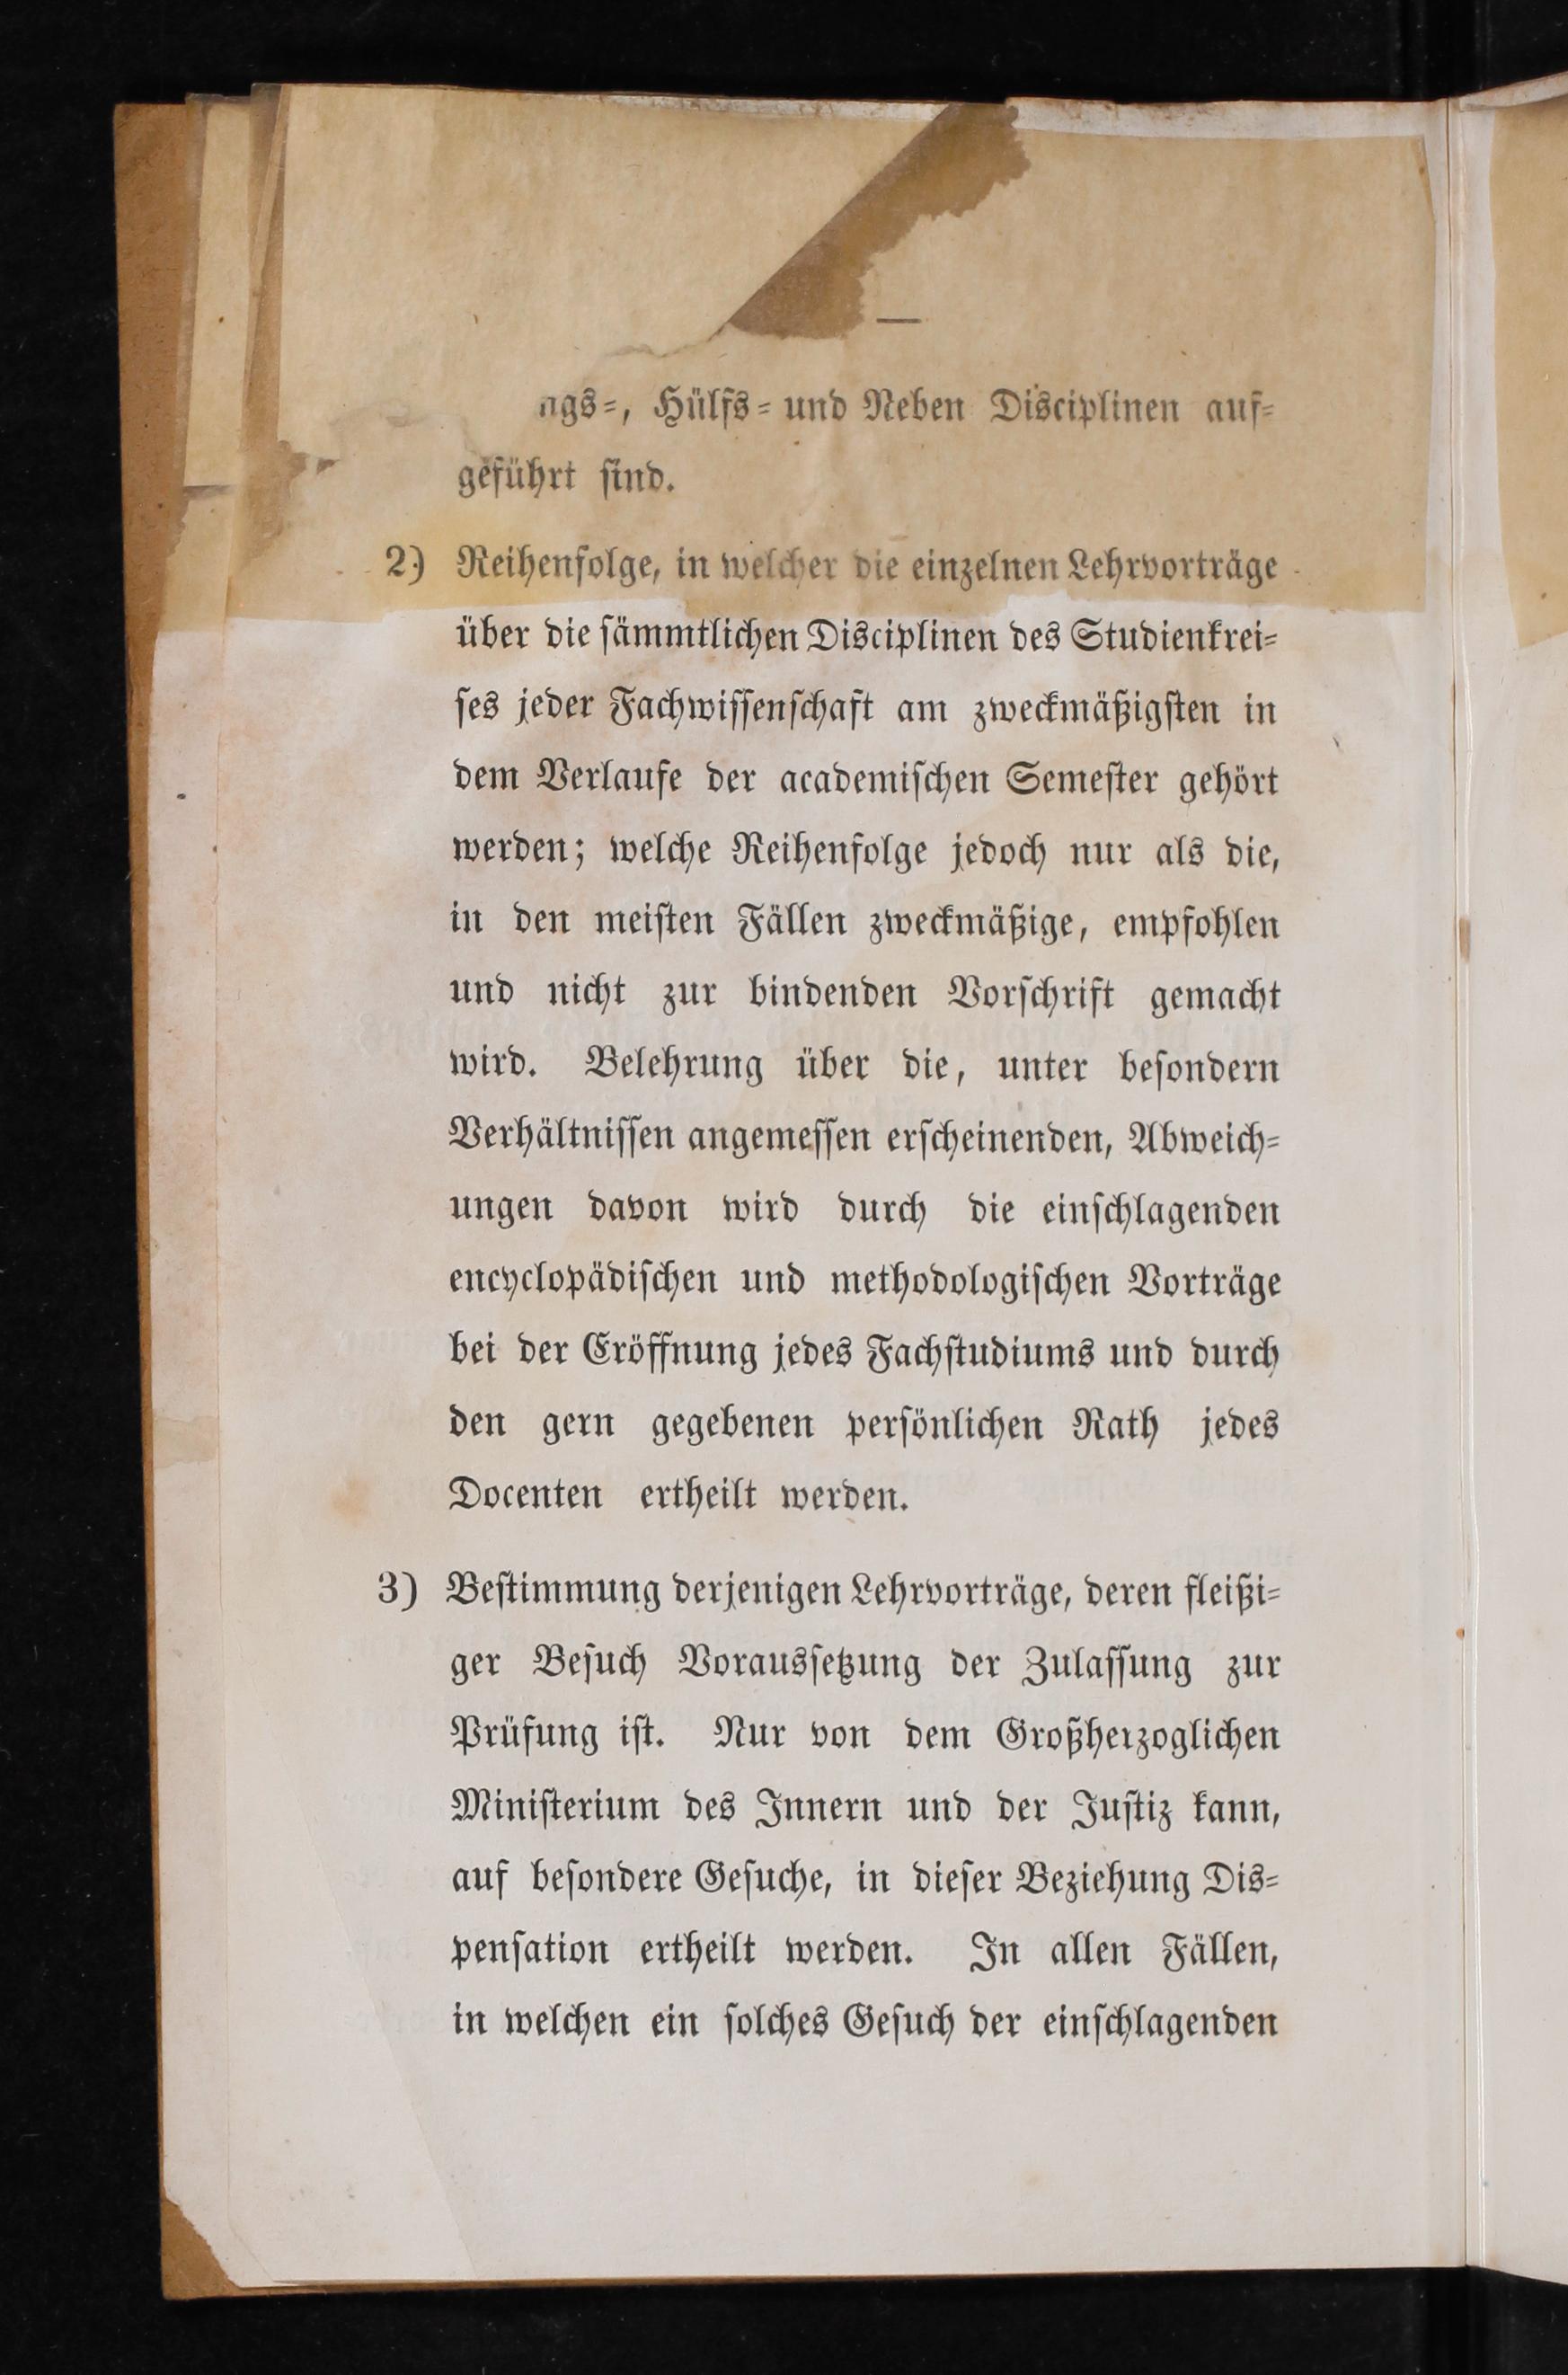 ags-, Hülfs- und Neben Disciplinen auf-
geführt sind.
2) Reihenfolge, in welcher die einzelnen Lehrvorträge
über die sämmtlichen Disciplinen des Studienkrei-
ses jeder Fachwissenschaft am zweckmäßigsten in
dem Verlaufe der academischen Semester gehört
werden; welche Reihenfolge jedoch nur als die,
in den meisten Fällen zweckmäßige, empfohlen
und nicht zur bindenden Vorschrift gemacht
wird. Belehrung über die, unter besondern
Verhältnissen angemessen erscheinenden, Abweich-
ungen davon wird durch die einschlagenden
encyclopädischen und methodologischen Vorträge
bei der Eröffnung jedes Fachstudiums und durch
den gern gegebenen persönlichen Rath jedes
Docenten ertheilt werden.
3) Bestimmung derjenigen Lehrvorträge, deren fleißi-
ger Besuch Voraussetzung der Zulassung zur
Prüfung ist. Nur von dem Großherzoglichen
Ministerium des Innern und der Justiz kann,
auf besondere Gesuche, in dieser Beziehung Dis-
pensation ertheilt werden. In allen Fällen,
in welchen ein solches Gesuch der einschlagenden